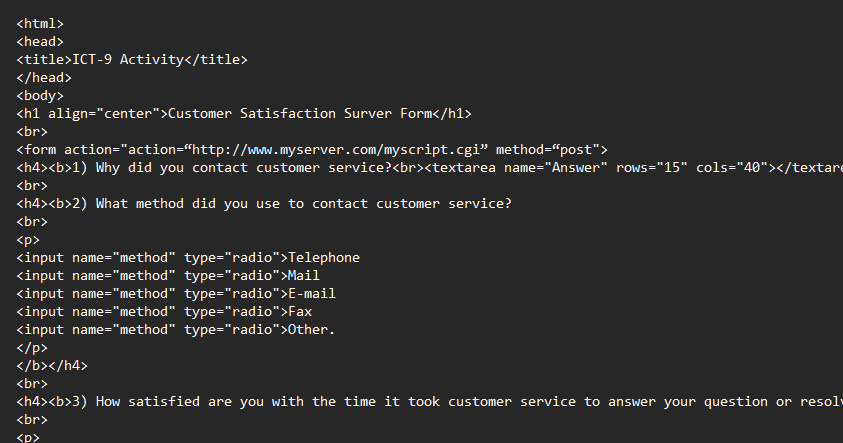 <html>
<head>
<title>ICT-9 Activity</title>
</head>
<body>
<h1 align="center">Customer Satisfaction Surver Form</h1>
<br>
<form action="action=“http://www.myserver.com/myscript.cgi” method=“post">
<h4><b>1) Why did you contact customer service?<br><textarea name="Answer" rows="15" cols="40"></textare
<br>
<h4><b>2) What method did you use to contact customer service?
<br>
<p>
<input name="method" type="radio">Telephone
<input name="method" type="radio">Mail
<input name="method" type="radio">E-mail
<input name="method" type="radio">Fax
<input name="method" type="radio">Other.
</p>
</b></h4>
<br>
<h4><b>3) How satisfied are you with the time it took customer service to answer your question or resol
<br>
<p>